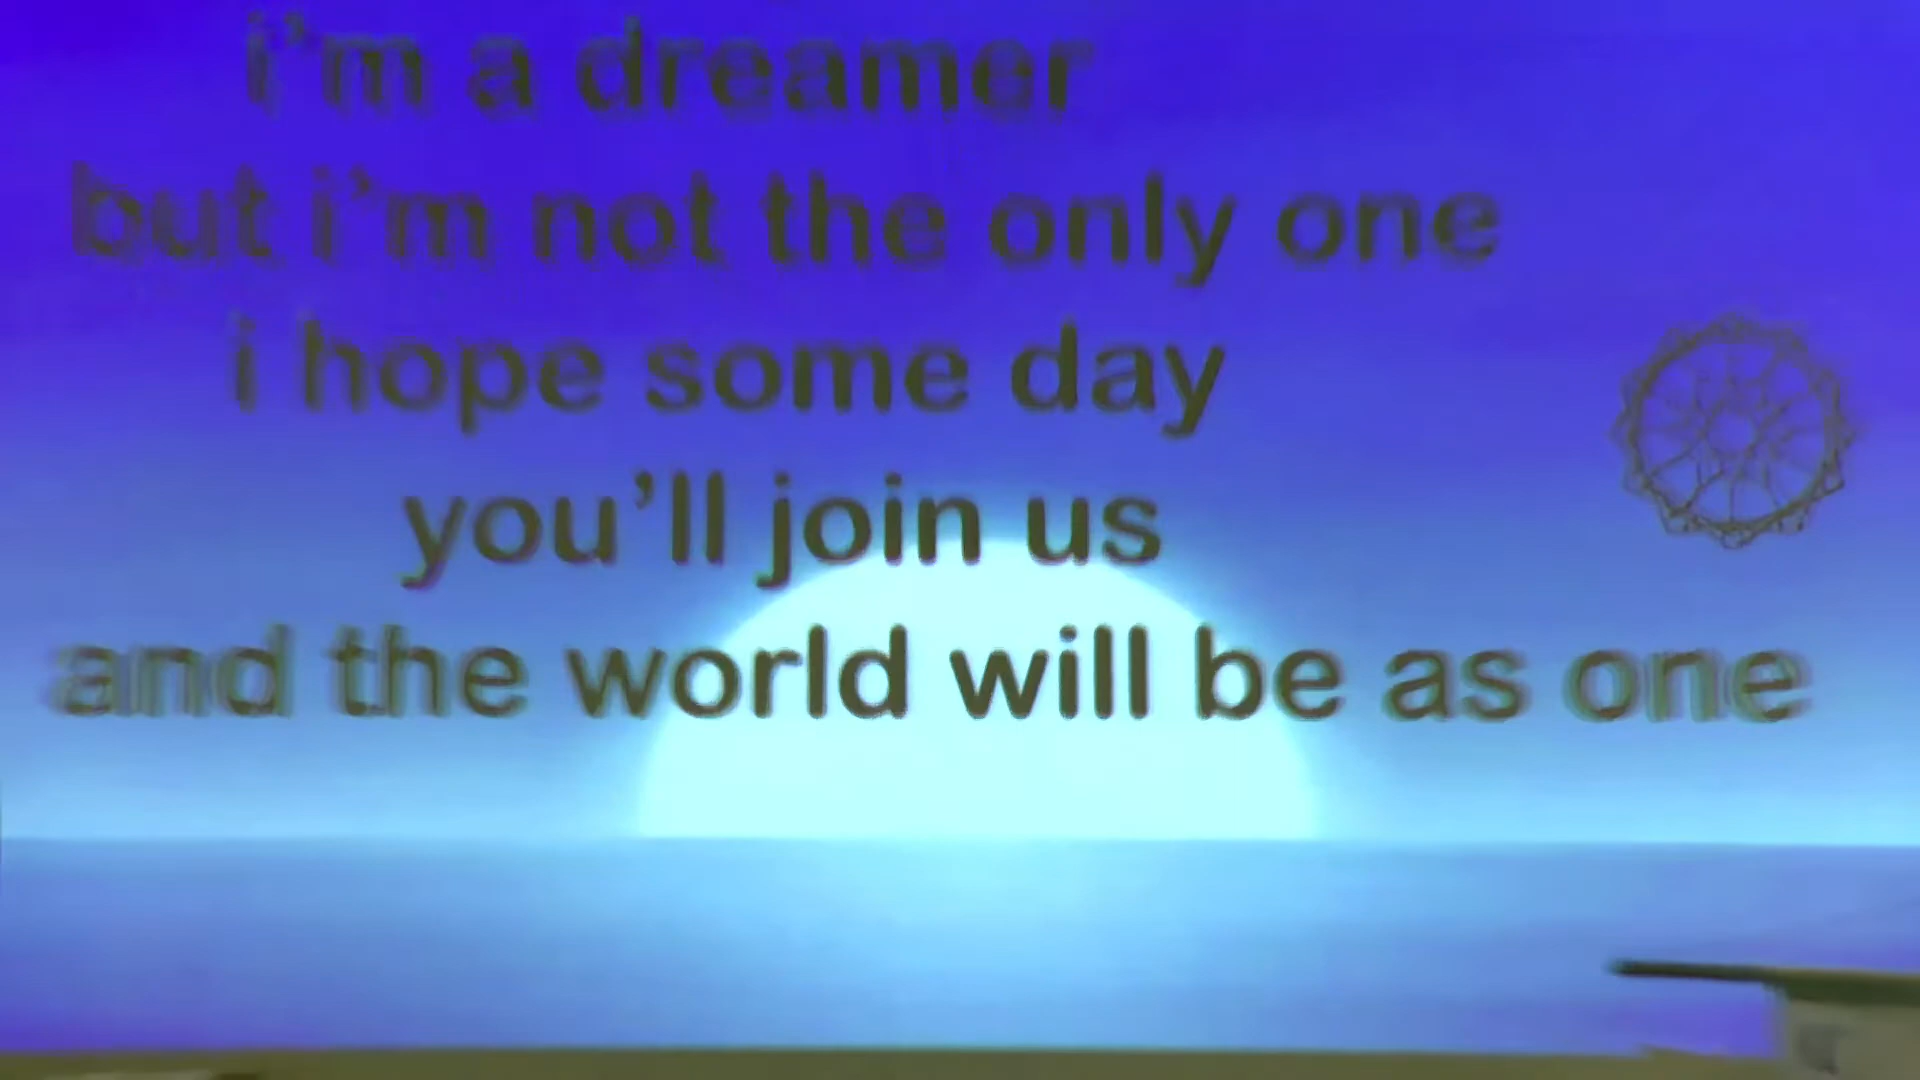 i’m a dreamer
but i’m not the only one
i hope some day
you’ll join us
and the world will be as one